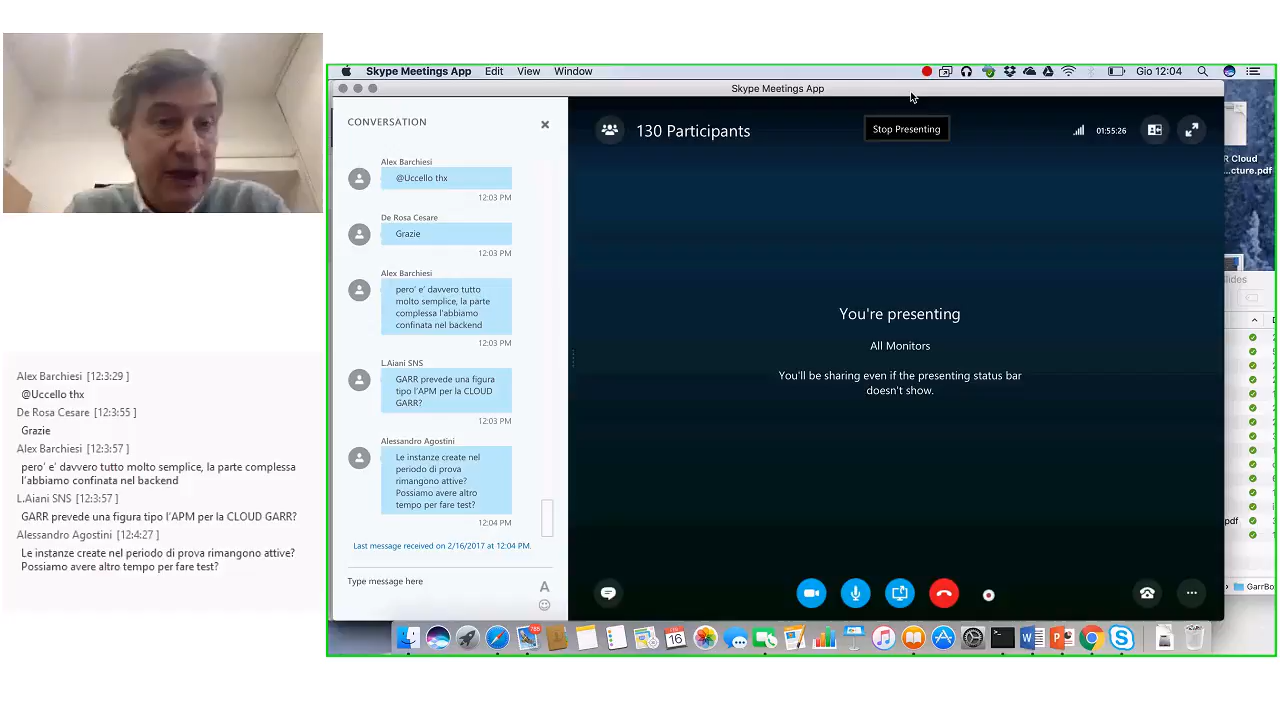 Skype Meetings App Edit View Window
Gio 12:04
Skype Meetings App
CONVERSATION
Alex Barchiesi
@Uccello thx
12:03 PM
De Rosa Cesare
Grazie
12:03 PM
Alex Barchiesi
pero' e' davvero tutto
molto semplice, la parte
complessa l'abbiamo
confinata nel backend
12:03 PM
L.Aiani SNS
GARR prevede una figura
tipo l'APM per la CLOUD
GARR?
12:03 PM
Alessandro Agostini
Le instanze create nel
periodo di prova
rimangono attive?
Possiamo avere altro
tempo per fare test?
12:04 PM
Last message received on 2/16/2017 at 12:04 PM.
Type message here
A
130 Participants
Stop Presenting
01:55:26
You're presenting
All Monitors
You'll be sharing even if the presenting status bar
doesn't show.
R Cloud
...cture.pdf
lides
pdf
GarrBo
Alex Barchiesi [12:3:29 ]
@Uccello thx
De Rosa Cesare [12:3:55 ]
Grazie
Alex Barchiesi [12:3:57 ]
pero' e' davvero tutto molto semplice, la parte complessa
l'abbiamo confinata nel backend
L.Aiani SNS [12:3:57 ]
GARR prevede una figura tipo l'APM per la CLOUD GARR?
Alessandro Agostini [12:4:27 ]
Le instanze create nel periodo di prova rimangono attive?
Possiamo avere altro tempo per fare test?
16